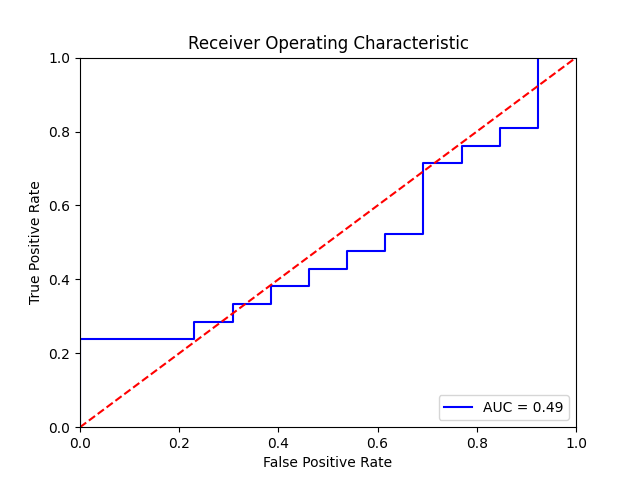 Receiver Operating Characteristic
True Positive Rate
1.0
0.8
0.6
0.4
0.2
0.0
AUC = 0.49
0.0 0.2 0.4 0.6 0.8 1.0
False Positive Rate